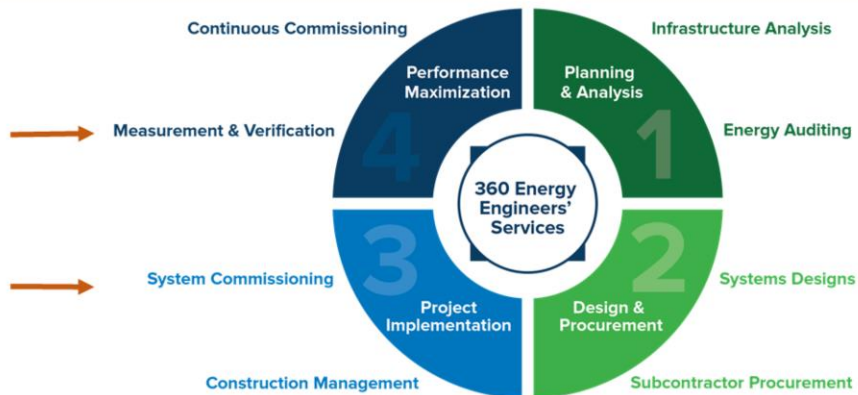 Continuous Commissioning
Infrastructure Analysis
Performance
Maximization
Planning
& Analysis
Measurement & Verification
4
1
Energy Auditing
360 Energy
Engineers'
Services
System Commissioning
3
2
Systems Designs
Project
Implementation
Design &
Procurement
Construction Management
Subcontractor Procurement